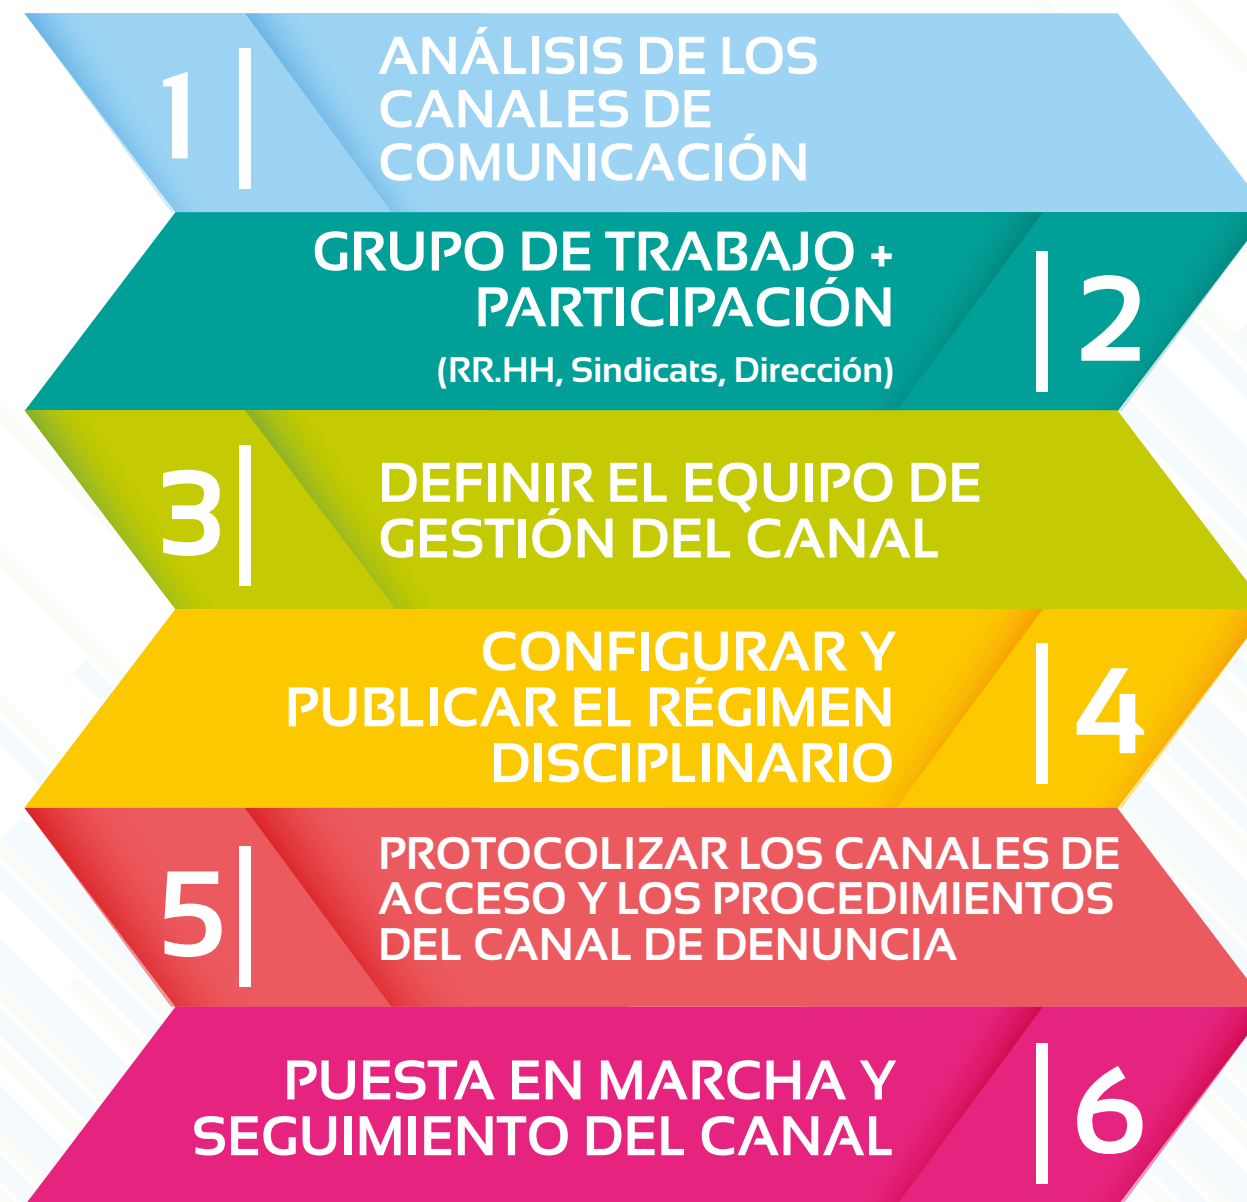 1
ANÁLISIS DE LOS
CANALES DE
COMUNICACIÓN
GRUPO DE TRABAJO +
PARTICIPACIÓN
(RR.HH, Sindicats, Dirección)
2
3
DEFINIR EL EQUIPO DE
GESTIÓN DEL CANAL
CONFIGURAR Y
PUBLICAR EL RÉGIMEN
DISCIPLINARIO
4
5
PROTOCOLIZAR LOS CANALES DE
ACCESO Y LOS PROCEDIMIENTOS
DEL CANAL DE DENUNCIA
PUESTA EN MARCHA Y
SEGUIMIENTO DEL CANAL
6